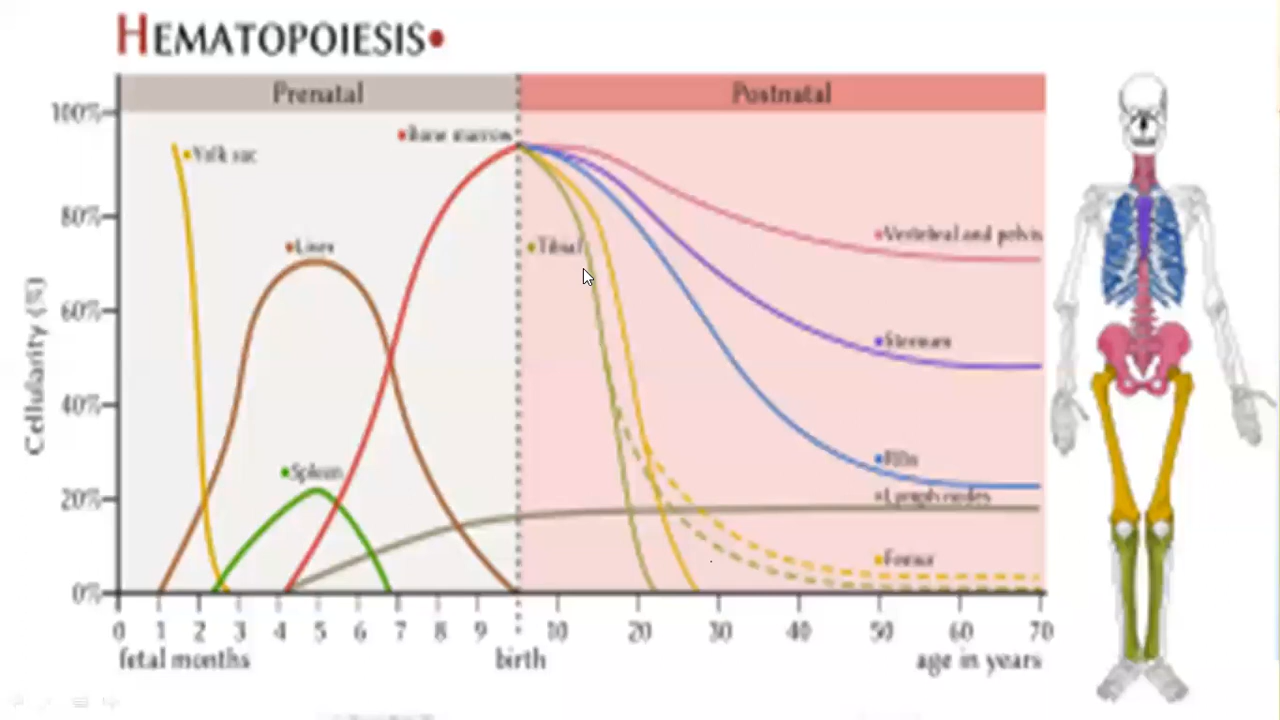 HEMATOPOIESIS
Prenatal
Postnatal
100%
80%
60%
40%
20%
0%
Cellularity (%)
Yolk sac
Liver
Spleen
Bone marrow
Tibial
Vertebral and pelvis
Sternum
Ribs
Lymph nodes
Femur
0 1 2 3 4 5 6 7 8 9 10 20 30 40 50 60 70
fetal months birth age in years